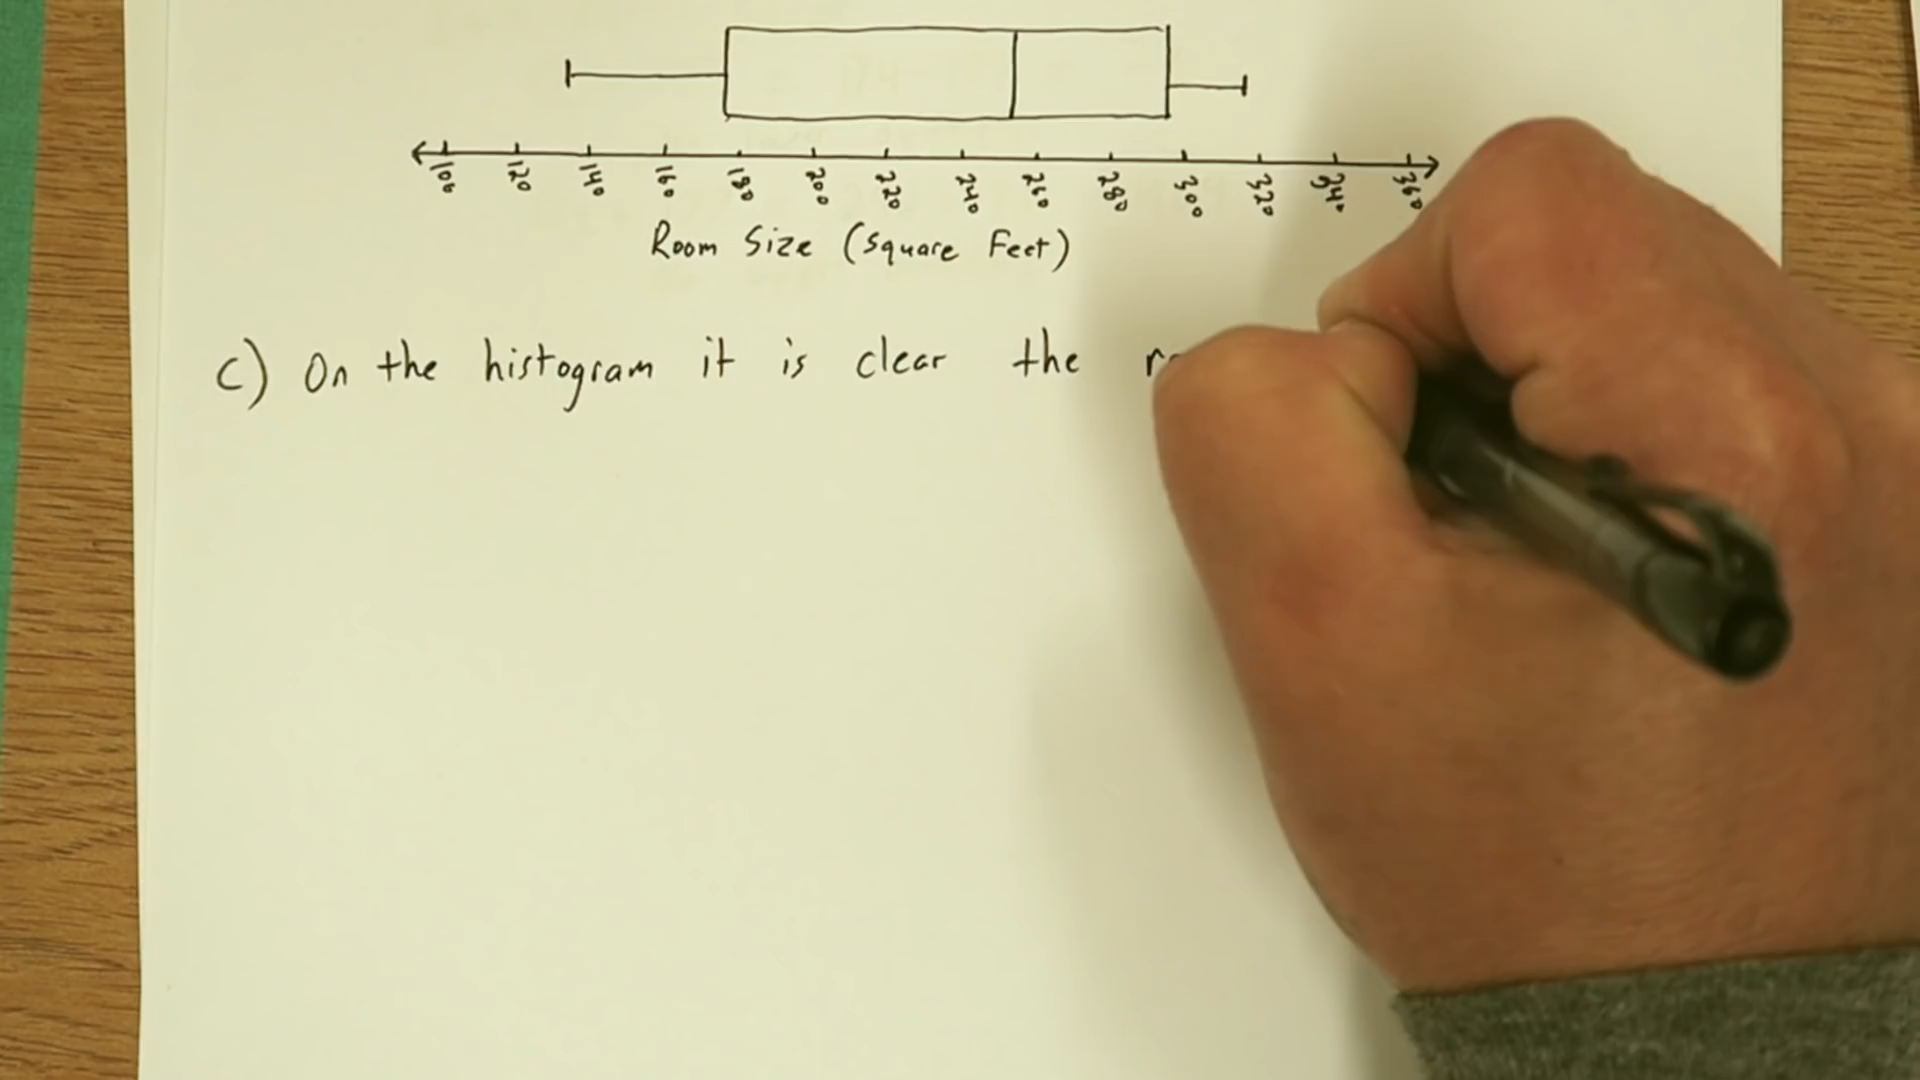 100 120 140 160 180 200 220 240 260 280 300 320 340 360
Room Size (Square Feet)
C) On the histogram it is clear the